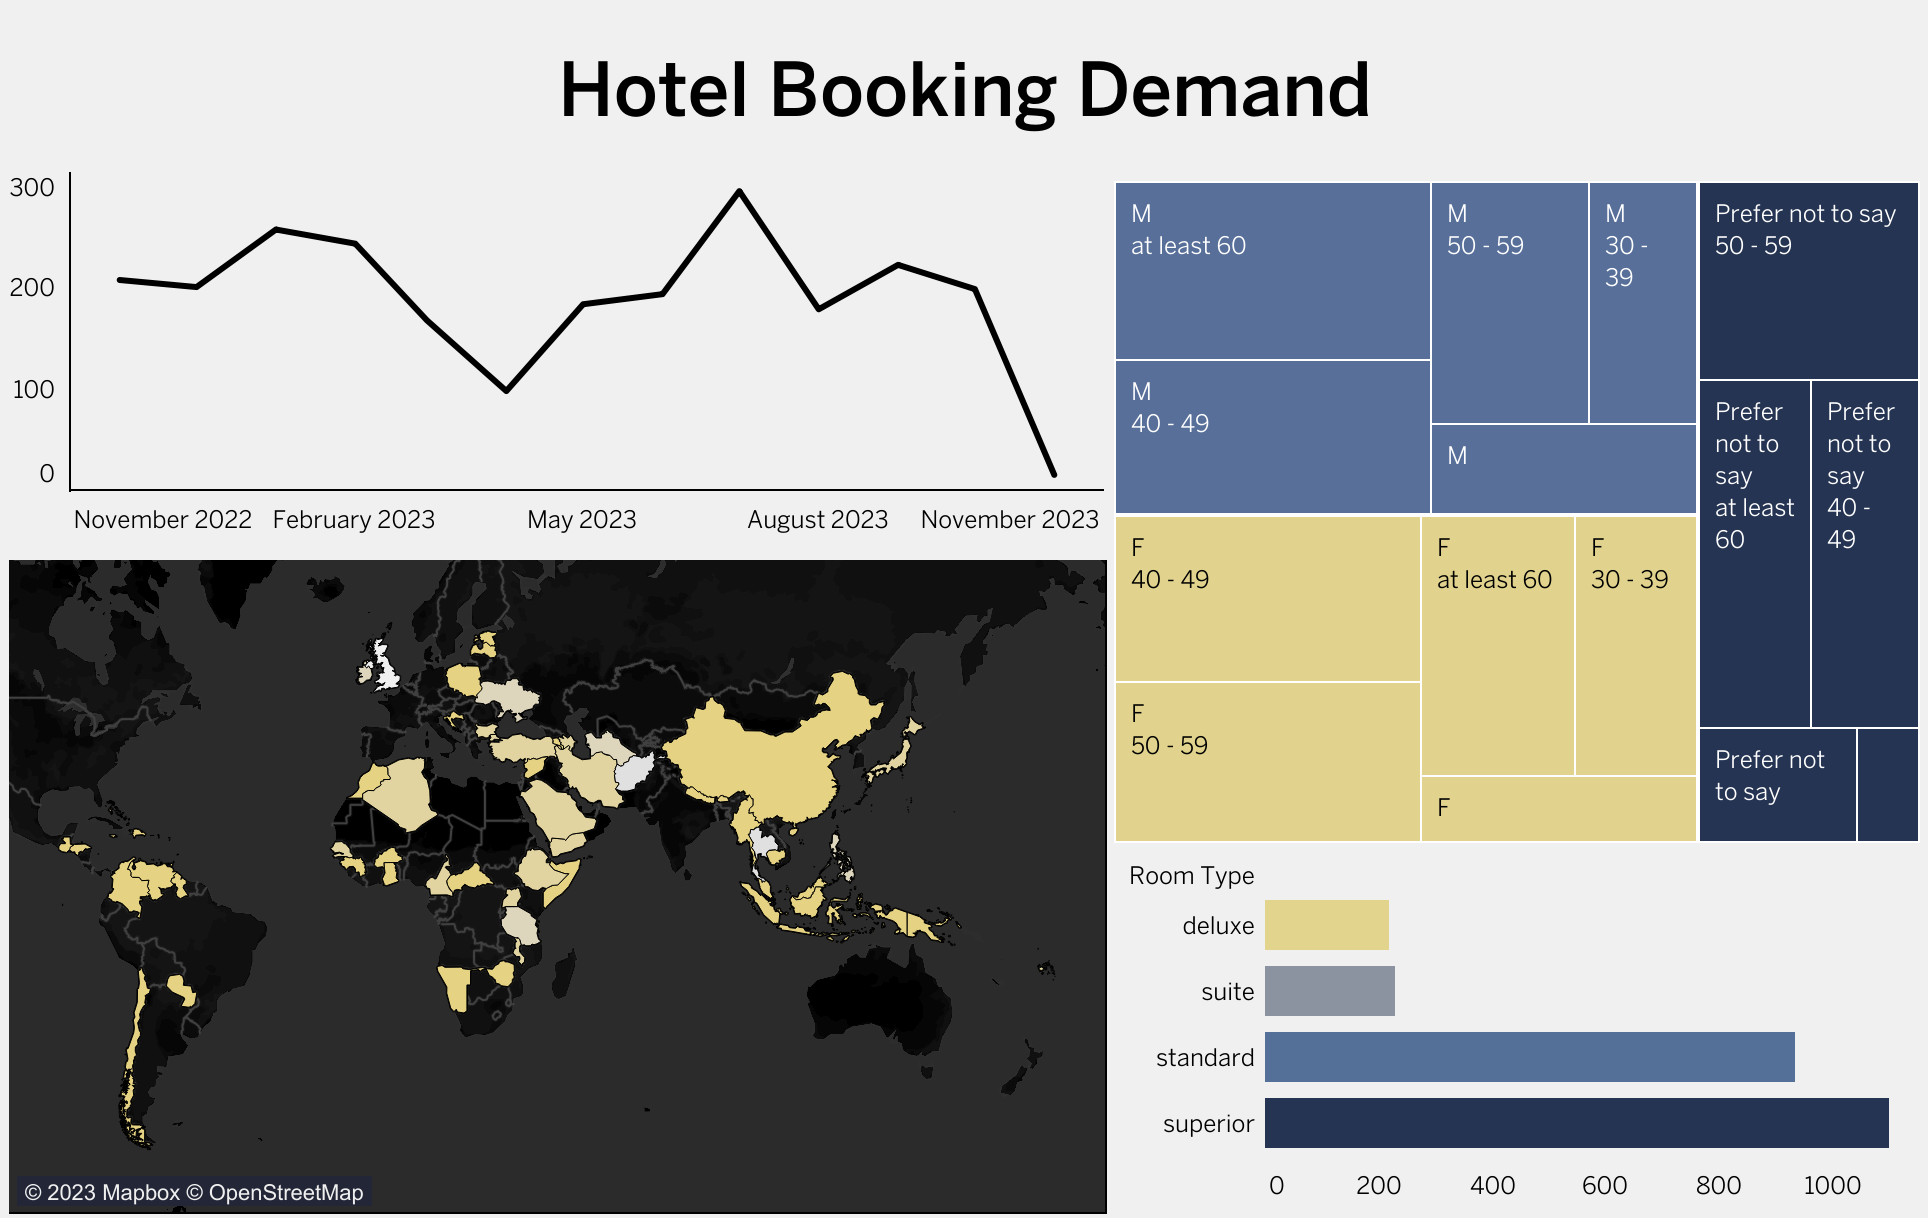 Hotel Booking Demand
300
200
100
0
November 2022
February 2023
May 2023
August 2023
November 2023
M
at least 60
M
50 - 59
M
30 -
39
M
40 - 49
M
F
40 - 49
F
at least 60
F
30 - 39
F
50 - 59
F
Prefer not to say
50 - 59
Prefer
not to
say
at least
60
Prefer
not to
say
40 -
49
Prefer not
to say
© 2023 Mapbox © OpenStreetMap
Room Type
deluxe
suite
standard
superior
0
200
400
600
800
1000